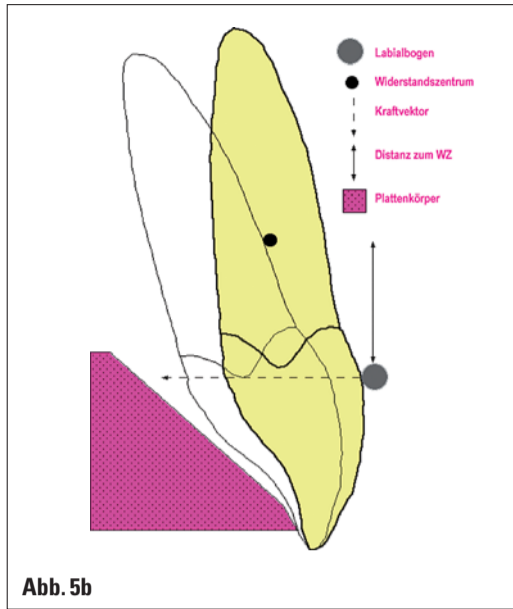 Labialbogen
Widerstandszentrum
Kraftvektor
Distanz zum WZ
Plattenkörper
Abb. 5b